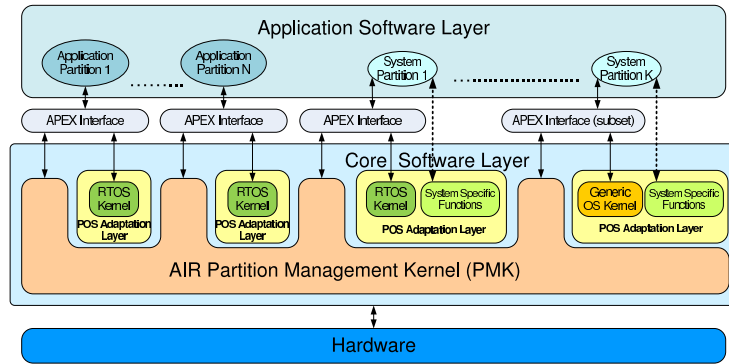 Application Software Layer
Application
Partition 1
Application
Partition N
System
Partition 1
System
Partition K
APEX Interface
APEX Interface
APEX Interface
APEX Interface (subset)
Core Software Layer
RTOS
Kernel
POS Adaptation
Layer
RTOS
Kernel
POS Adaptation
Layer
RTOS
Kernel
System Specific
Functions
POS Adaptation Layer
Generic
OS Kernel
System Specific
Functions
POS Adaptation Layer
AIR Partition Management Kernel (PMK)
Hardware